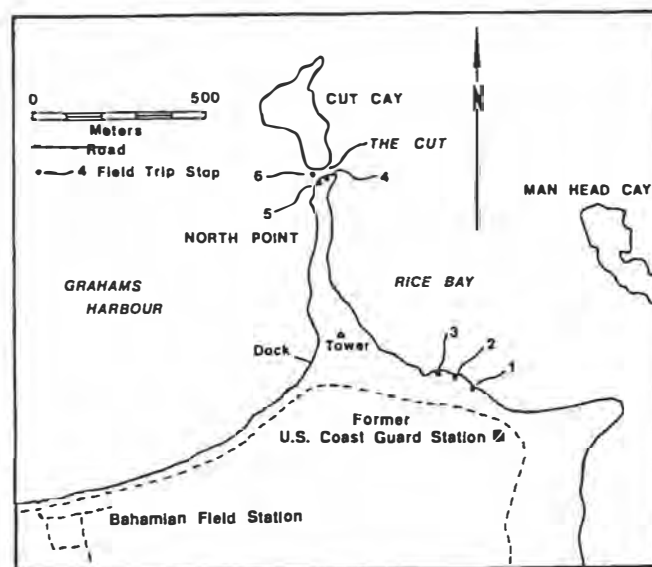 CUT CAY
0 500
Meters
Road
4 Field Trip Stop
THE CUT
N
6
4
5
MAN HEAD CAY
NORTH POINT
GRAHAMS
HARBOUR
RICE BAY
Tower
Dock
3
2
1
Former
U.S. Coast Guard Station
Bahamian Field Station